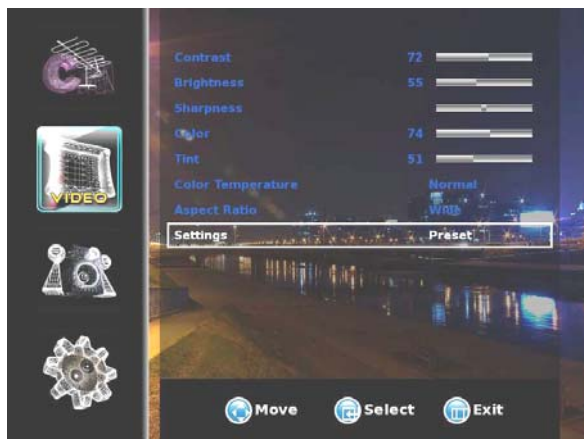 VIDEO
Contrast 72
Brightness 55
Sharpness
Color 74
Tint 51
Color Temperature Normal
Aspect Ratio Wide
Settings Preset
Move Select Exit